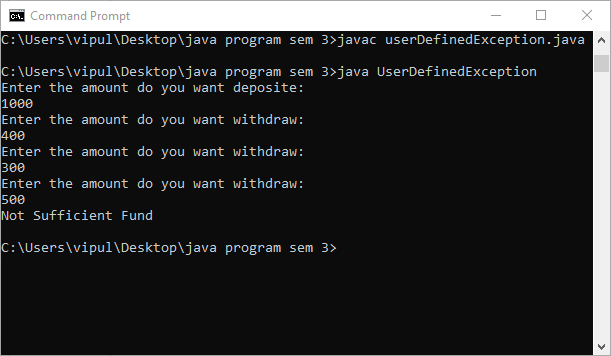 Command Prompt
C:\Users\vipul\Desktop\java program sem 3>javac userDefinedException.java
C:\Users\vipul\Desktop\java program sem 3>java UserDefinedException
Enter the amount do you want deposite:
1000
Enter the amount do you want withdraw:
400
Enter the amount do you want withdraw:
300
Enter the amount do you want withdraw:
500
Not Sufficient Fund
C:\Users\vipul\Desktop\java program sem 3>